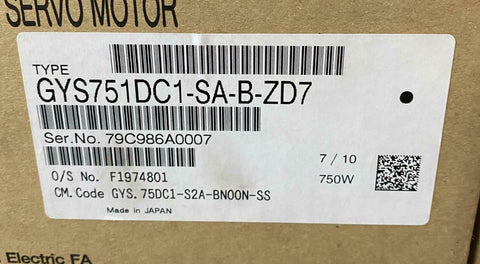 SERVO MOTOR
TYPE
GYS751DC1-SA-B-ZD7
Ser.No. 79C986A0007
7 / 10
O/S No. F1974801
750W
CM.Code GYS.75DC1-S2A-BN00N-SS
Made in JAPAN
Electric FA